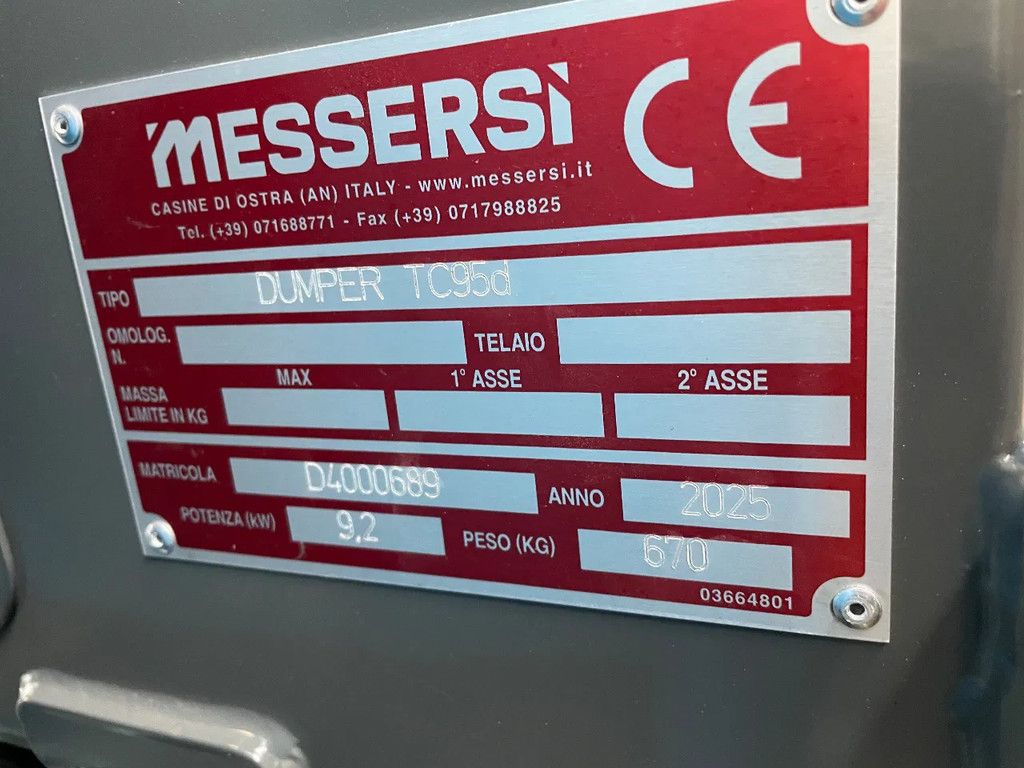 MESSERSÌ CE
CASINE DI OSTRA (AN) ITALY - www.messersi.it
Tel. (+39) 071688771 - Fax (+39) 0717988825
TIPO DUMPER TC95d
OMOLOG. N. TELAIO
MAX 1° ASSE 2° ASSE
MASSA
LIMITE IN KG
MATRICOLA D4000689 ANNO 2025
POTENZA (kW) 9,2 PESO (KG) 670
03664801